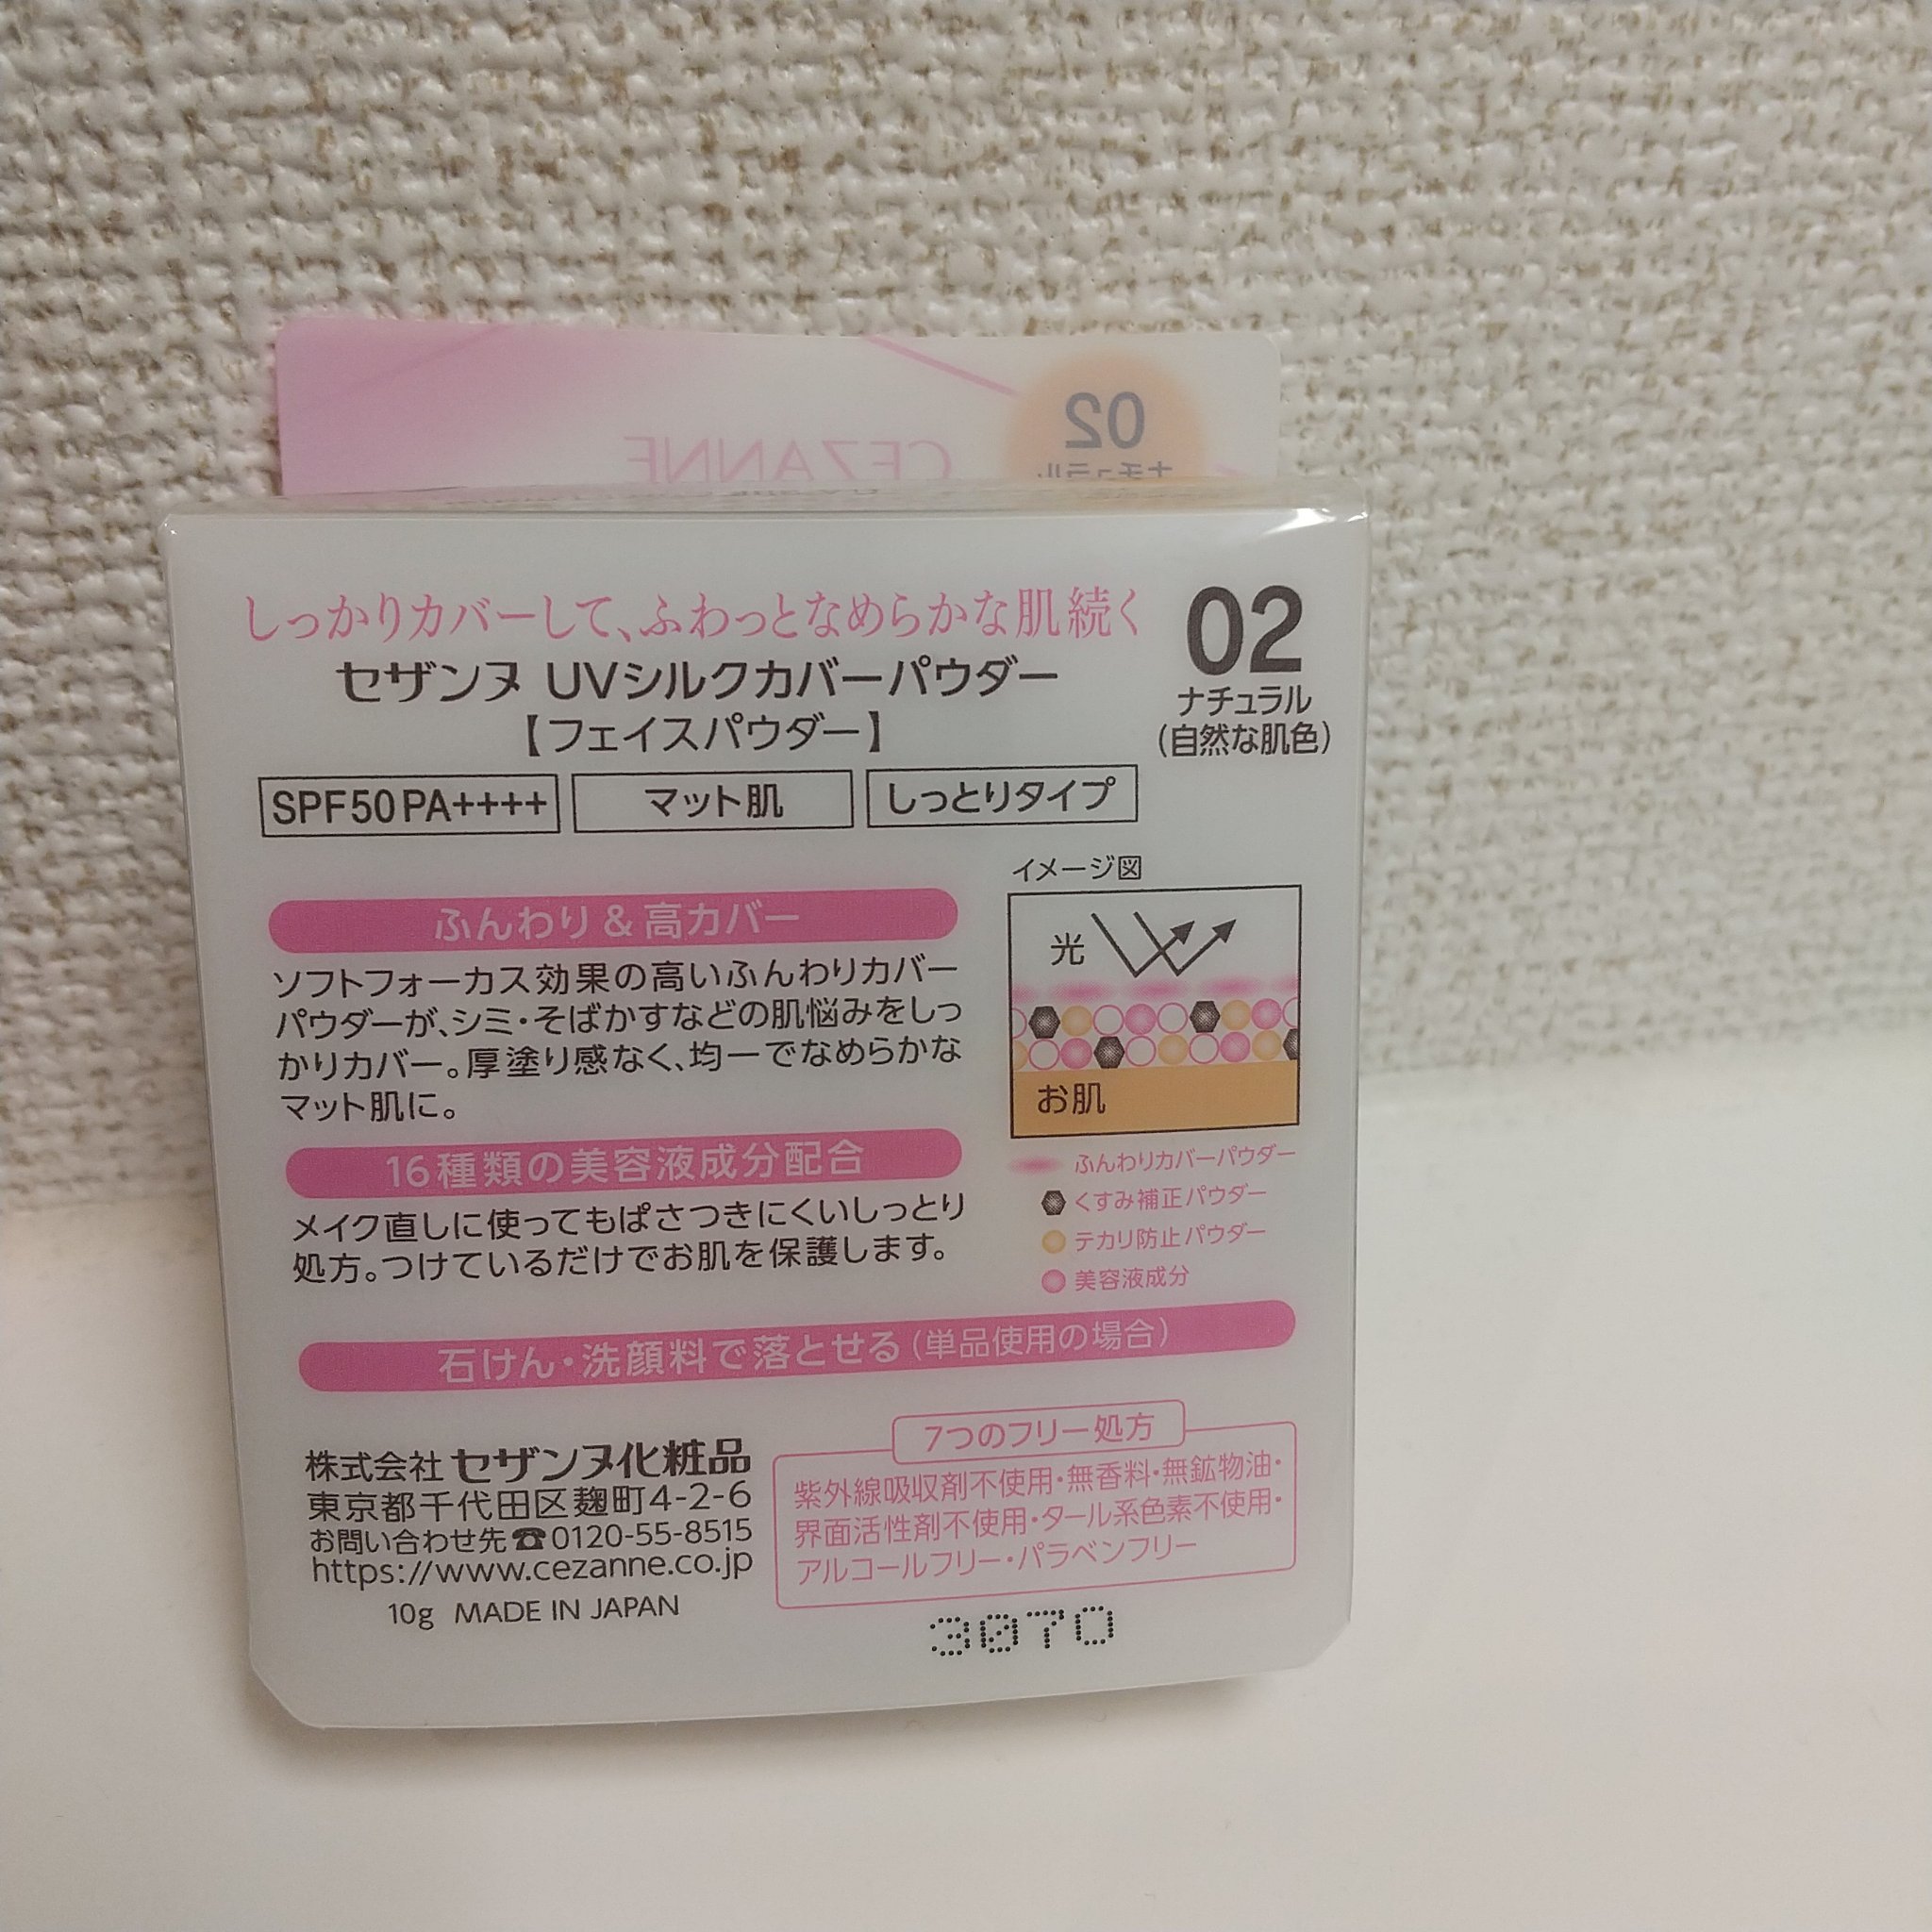 02
ナチュラル
CEZANNE
しっかりカバーして、ふわっとなめらかな肌続く
セザンヌ UVシルクカバーパウダー
【フェイスパウダー】
02
ナチュラル
(自然な肌色)
SPF50 PA++++
マット肌
しっとりタイプ
ふんわり&高カバー
ソフトフォーカス効果の高いふんわりカバー
パウダーが、シミ・そばかすなどの肌悩みをしっ
かりカバー。厚塗り感なく、均一でなめらかな
マット肌に。
16種類の美容液成分配合
メイク直しに使ってもぱさつきにくいしっとり
処方。つけているだけでお肌を保護します。
イメージ図
光
お肌
ふんわりカバーパウダー
くすみ補正パウダー
テカリ防止パウダー
美容液成分
石けん・洗顔料で落とせる(単品使用の場合)
株式会社 セザンヌ化粧品
東京都千代田区麹町4-2-6
お問い合わせ先☎0120-55-8515
https://www.cezanne.co.jp
10g MADE IN JAPAN
7つのフリー処方
紫外線吸収剤不使用・無香料・無鉱物油・
界面活性剤不使用・タール系色素不使用・
アルコールフリー・パラベンフリー
3070